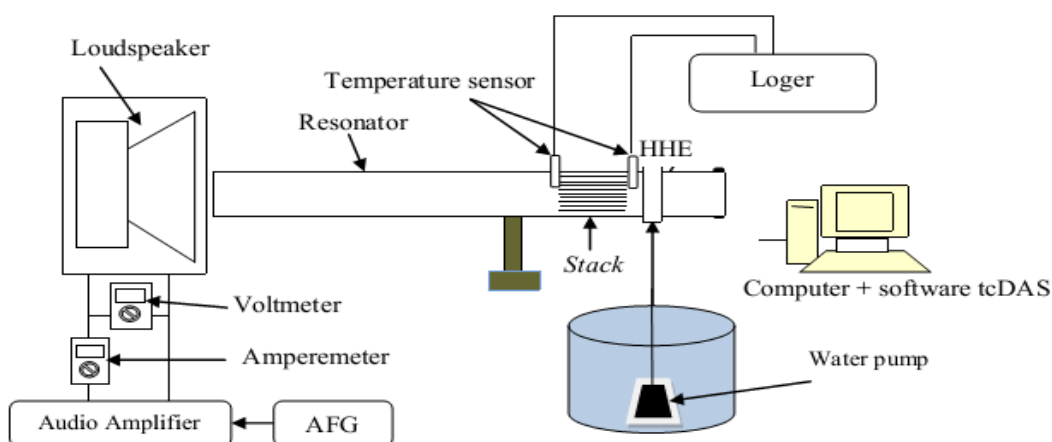 Loudspeaker
Temperature sensor
Loger
Resonator
HHE
Stack
Computer + software tcDAS
Voltmeter
Amperemeter
Water pump
Audio Amplifier
AFG